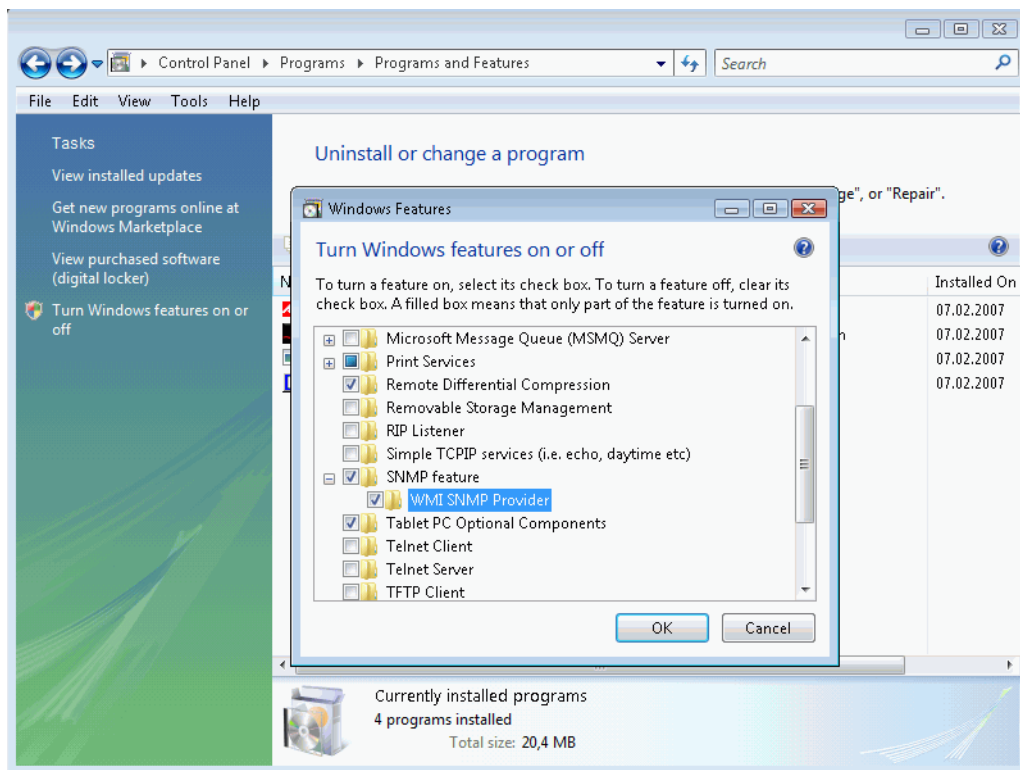 Control Panel
Programs
Programs and Features
Search
File Edit View Tools Help
Tasks
View installed updates
Get new programs online at
Windows Marketplace
View purchased software
(digital locker)
Turn Windows features on or
off
Uninstall or change a program
ge", or "Repair".
N
Installed On
07.02.2007
n 07.02.2007
07.02.2007
07.02.2007
Windows Features
Turn Windows features on or off
To turn a feature on, select its check box. To turn a feature off, clear its
check box. A filled box means that only part of the feature is turned on.
Microsoft Message Queue (MSMQ) Server
Print Services
Remote Differential Compression
Removable Storage Management
RIP Listener
Simple TCPIP services (i.e. echo, daytime etc)
SNMP feature
WMI SNMP Provider
Tablet PC Optional Components
Telnet Client
Telnet Server
TFTP Client
OK Cancel
Currently installed programs
4 programs installed
Total size: 20,4 MB